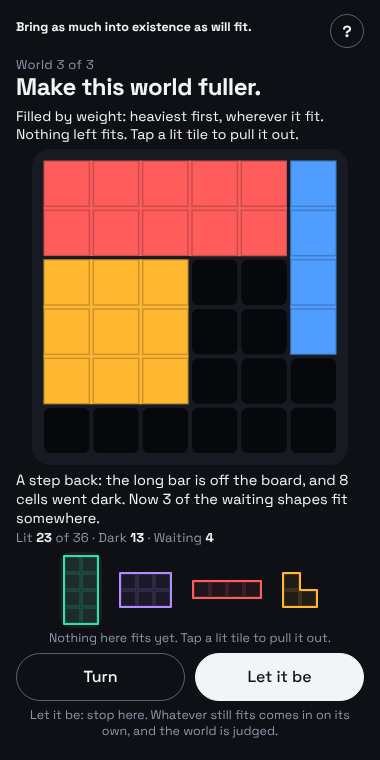 Bring as much into existence as will fit.
?
World 3 of 3
Make this world fuller.
Filled by weight: heaviest first, wherever it fit.
Nothing left fits. Tap a lit tile to pull it out.
A step back: the long bar is off the board, and 8
cells went dark. Now 3 of the waiting shapes fit
somewhere.
Lit 23 of 36 · Dark 13 · Waiting 4
Nothing here fits yet. Tap a lit tile to pull it out.
Turn
Let it be
Let it be: stop here. Whatever still fits comes in on its
own, and the world is judged.